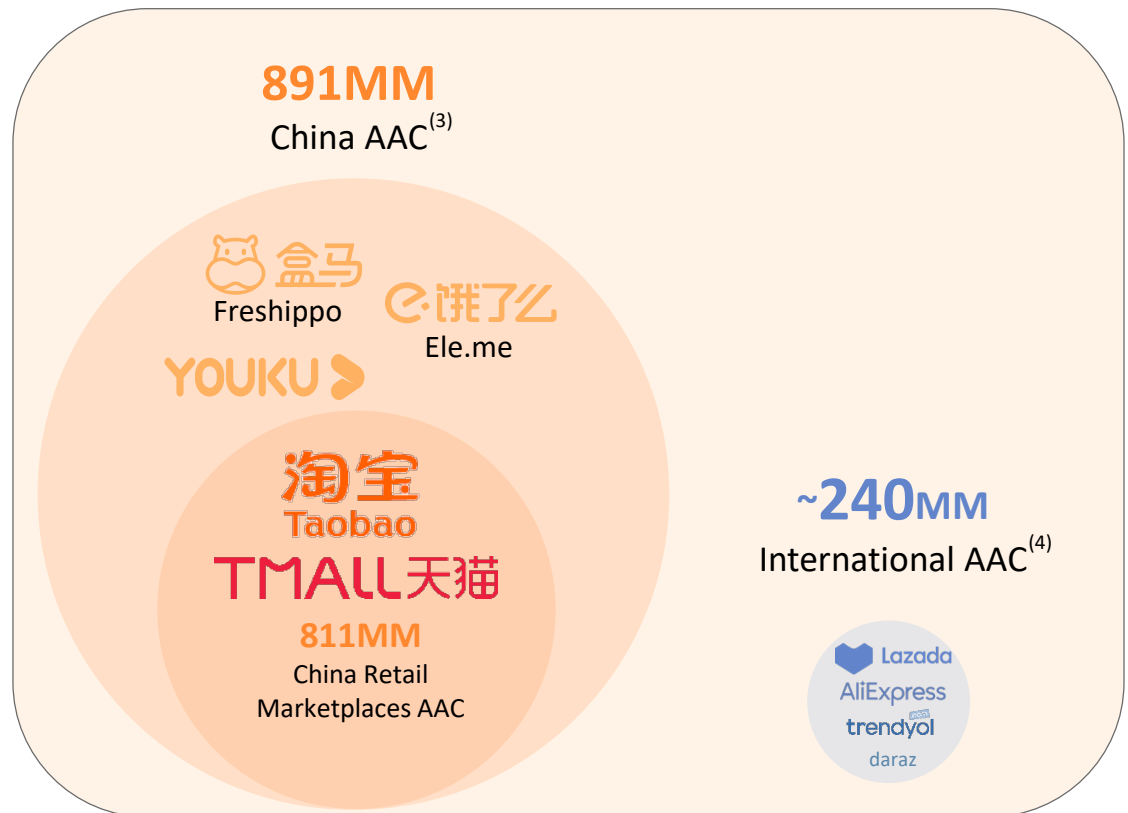 891MM
China AAC(3)
盒马
Freshippo
饿了么
Ele.me
YOUKU
淘宝
Taobao
TMALL天猫
811MM
China Retail
Marketplaces AAC
~240MM
International AAC(4)
Lazada
AliExpress
trendyol
daraz